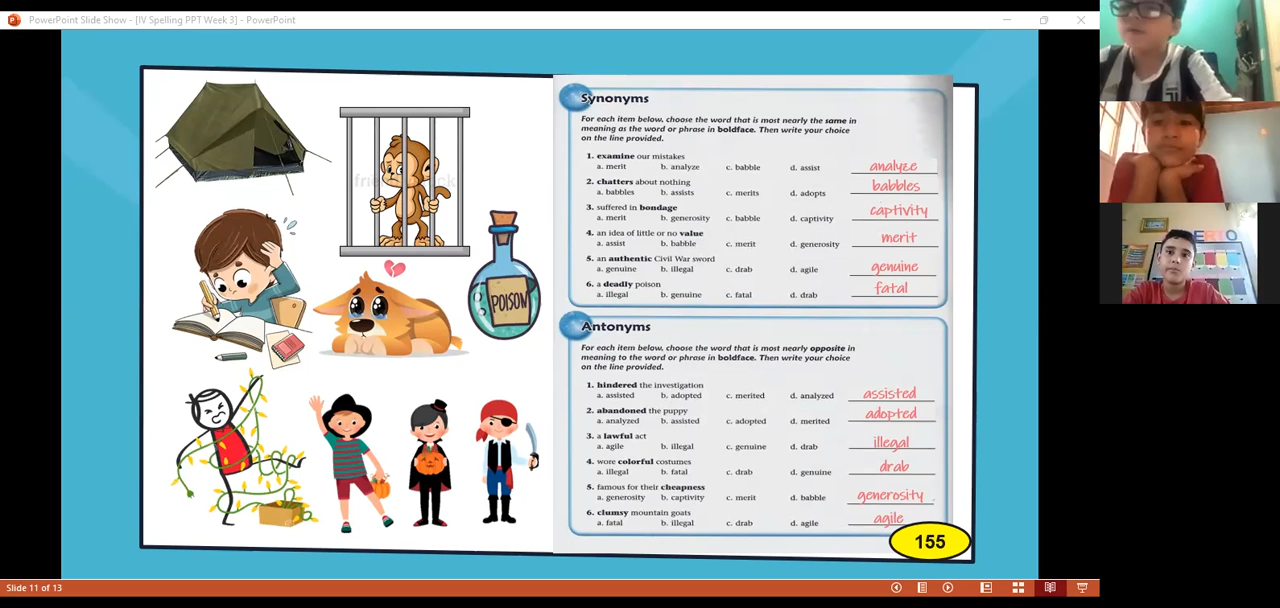 PowerPoint Slide Show - [IV Spelling PPT Week 3] - PowerPoint
POISON
Synonyms
For each item below, choose the word that is most nearly the same in
meaning as the word or phrase in boldface. Then write your choice
on the line provided.
1. examine our mistakes
a. merit b. analyze c. babble d. assist analyze
2. chatters about nothing
a. babbles b. assists c. merits d. adopts babbles
3. suffered in bondage
a. merit b. generosity c. babble d. captivity captivity
4. an idea of little or no value
a. assist b. babble c. merit d. generosity merit
5. an authentic Civil War sword
a. genuine b. illegal c. drab d. agile genuine
6. a deadly poison
a. illegal b. genuine c. fatal d. drab fatal
Antonyms
For each item below, choose the word that is most nearly opposite in
meaning to the word or phrase in boldface. Then write your choice
on the line provided.
1. hindered the investigation
a. assisted b. adopted c. merited d. analyzed assisted
2. abandoned the puppy
a. analyzed b. assisted c. adopted d. merited adopted
3. a lawful act
a. agile b. illegal c. genuine d. drab illegal
4. wore colorful costumes
a. illegal b. fatal c. drab d. genuine drab
5. famous for their cheapness
a. generosity b. captivity c. merit d. babble generosity
6. clumsy mountain goats
a. fatal b. illegal c. drab d. agile agile
155
Slide 11 of 13